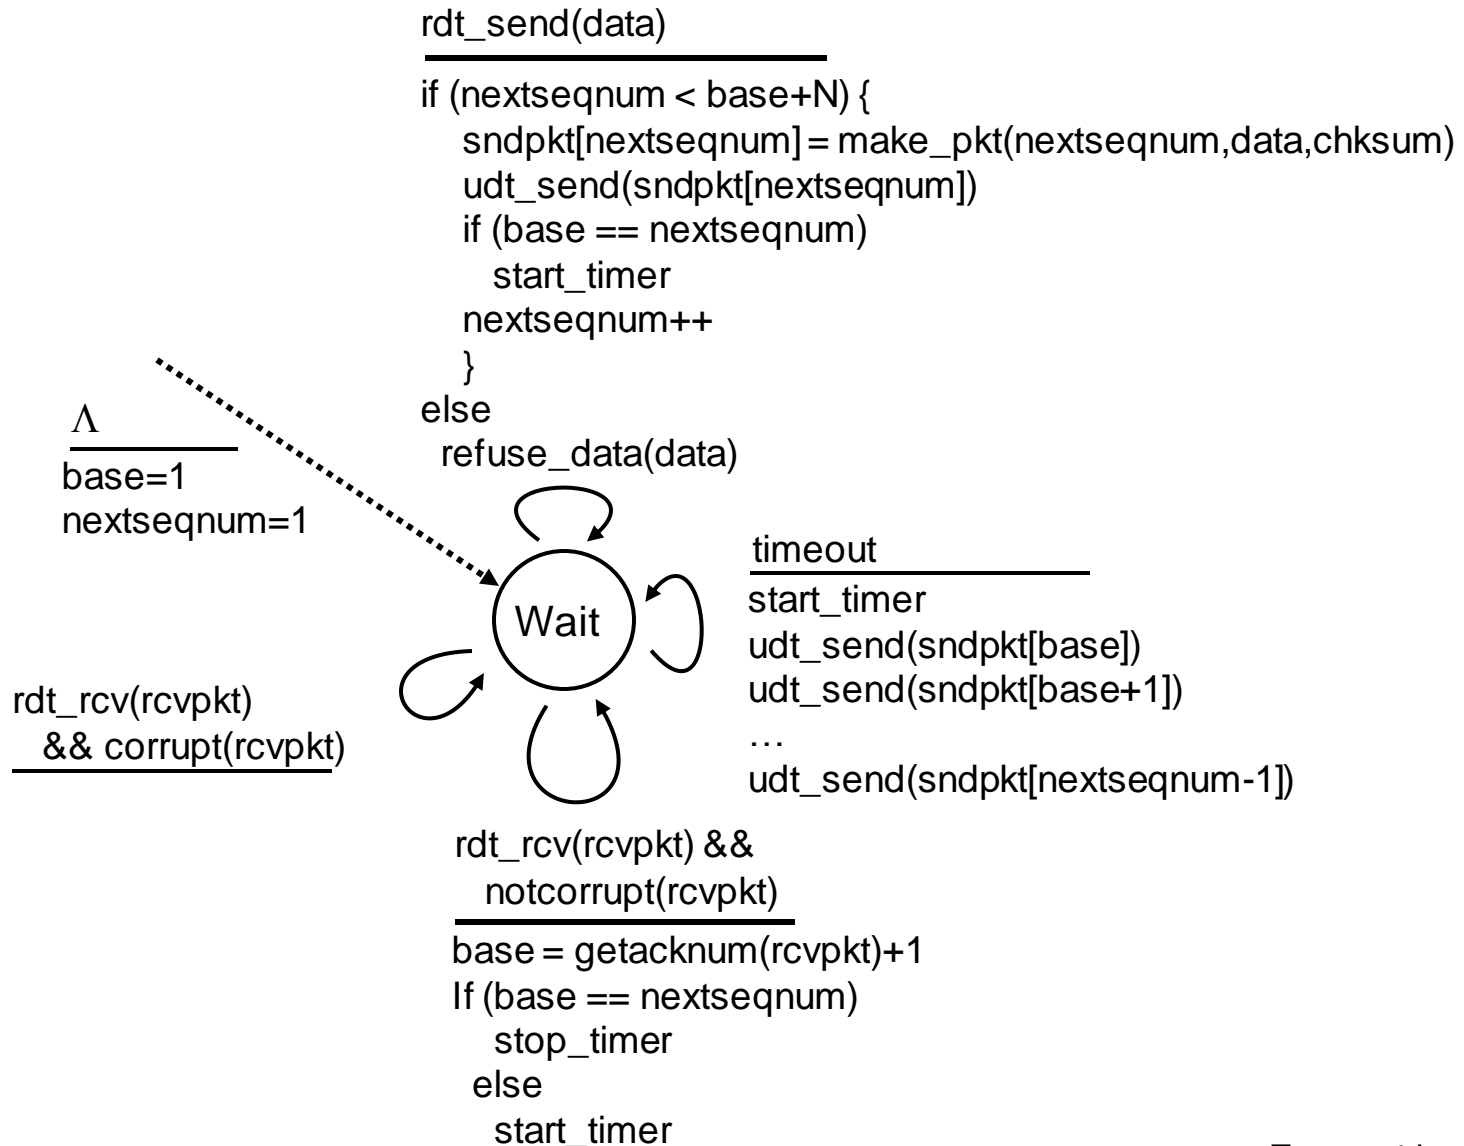 rdt_send(data)
if (nextseqnum < base+N) {
sndpkt[nextseqnum] = make_pkt(nextseqnum,data,chksum)
udt_send(sndpkt[nextseqnum])
if (base == nextseqnum)
start_timer
nextseqnum++
}
else
refuse_data(data)
Λ
base=1
nextseqnum=1
Wait
timeout
start_timer
udt_send(sndpkt[base])
udt_send(sndpkt[base+1])
…
udt_send(sndpkt[nextseqnum-1])
rdt_rcv(rcvpkt)
&& corrupt(rcvpkt)
rdt_rcv(rcvpkt) &&
notcorrupt(rcvpkt)
base = getacknum(rcvpkt)+1
If (base == nextseqnum)
stop_timer
else
start_timer